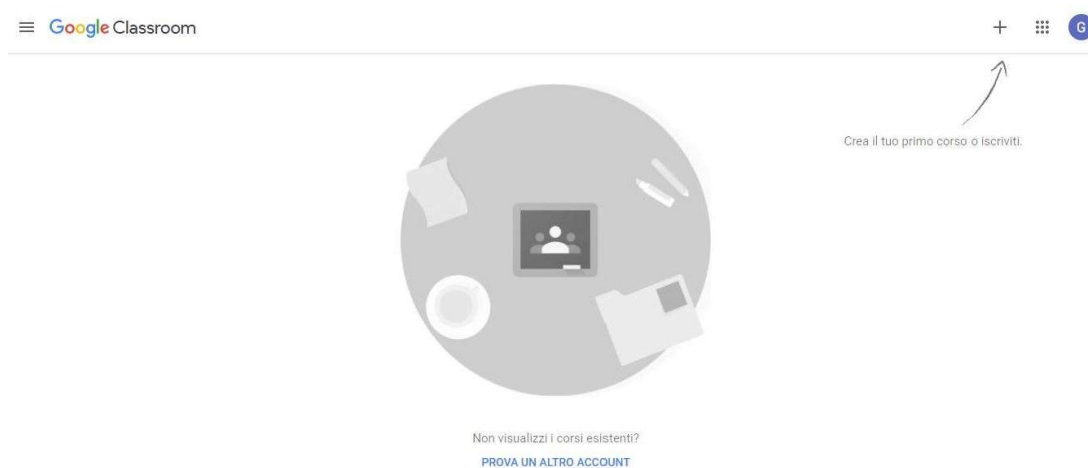 Google Classroom
G
Crea il tuo primo corso o iscriviti.
Non visualizzi i corsi esistenti?
PROVA UN ALTRO ACCOUNT